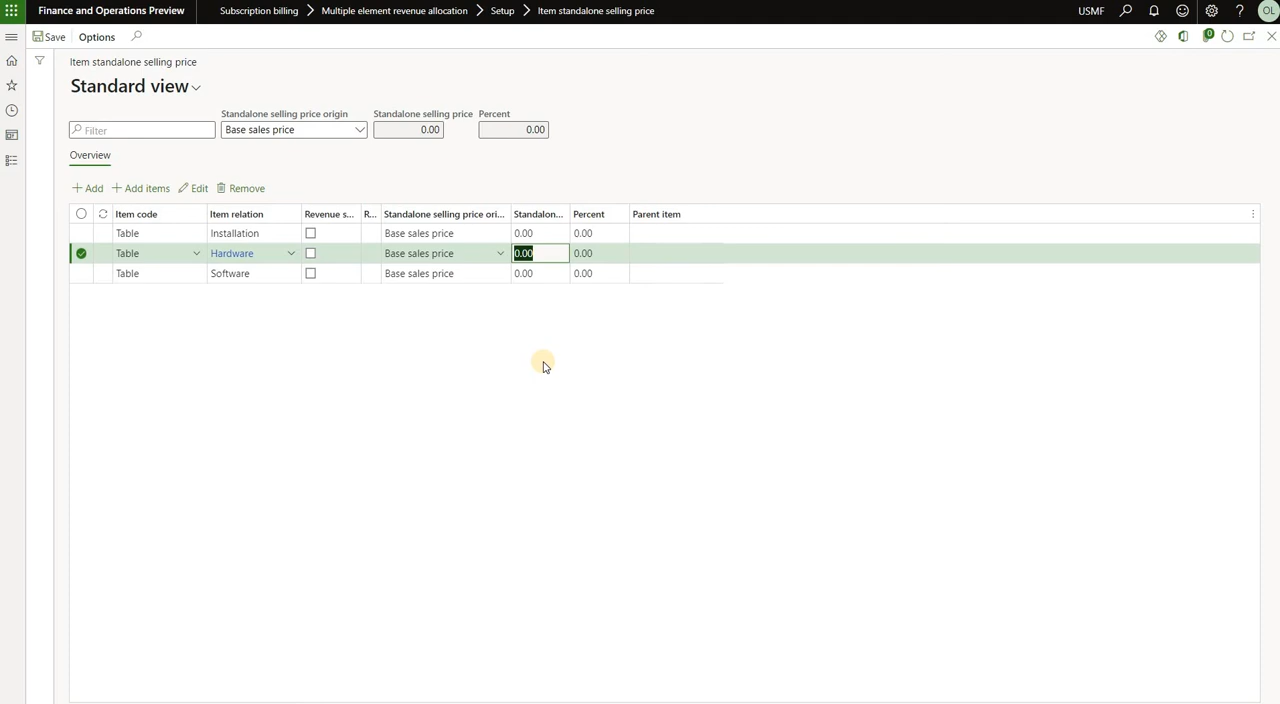 Finance and Operations Preview Subscription billing Multiple element revenue allocation Setup Item standalone selling price USMF OL
Save Options 0
Item standalone selling price
Standard view
Standalone selling price origin Standalone selling price Percent
Filter Base sales price 0.00 0.00
Overview
Add Add items Edit Remove
Item code Item relation Revenue s... R... Standalone selling price ori... Standalon... Percent Parent item
Table Installation Base sales price 0.00 0.00
Table Hardware Base sales price 0.00 0.00
Table Software Base sales price 0.00 0.00